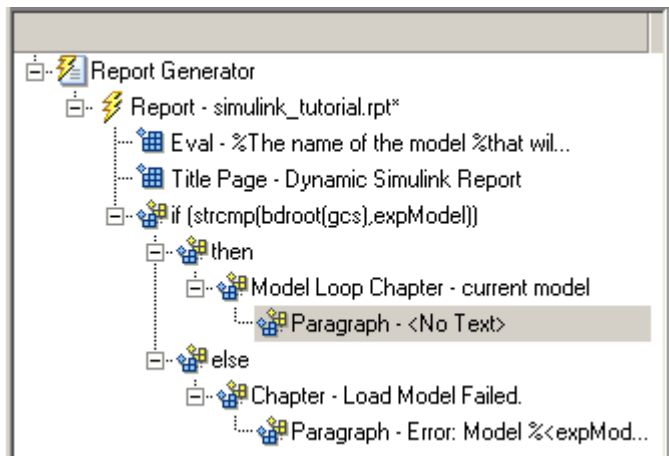 Report Generator
Report - simulink_tutorial.rpt*
Eval - %The name of the model %that wil...
Title Page - Dynamic Simulink Report
if (strcmp(bdroot(gcs),expModel))
then
Model Loop Chapter - current model
Paragraph - <No Text>
else
Chapter - Load Model Failed.
Paragraph - Error: Model %<expMod...